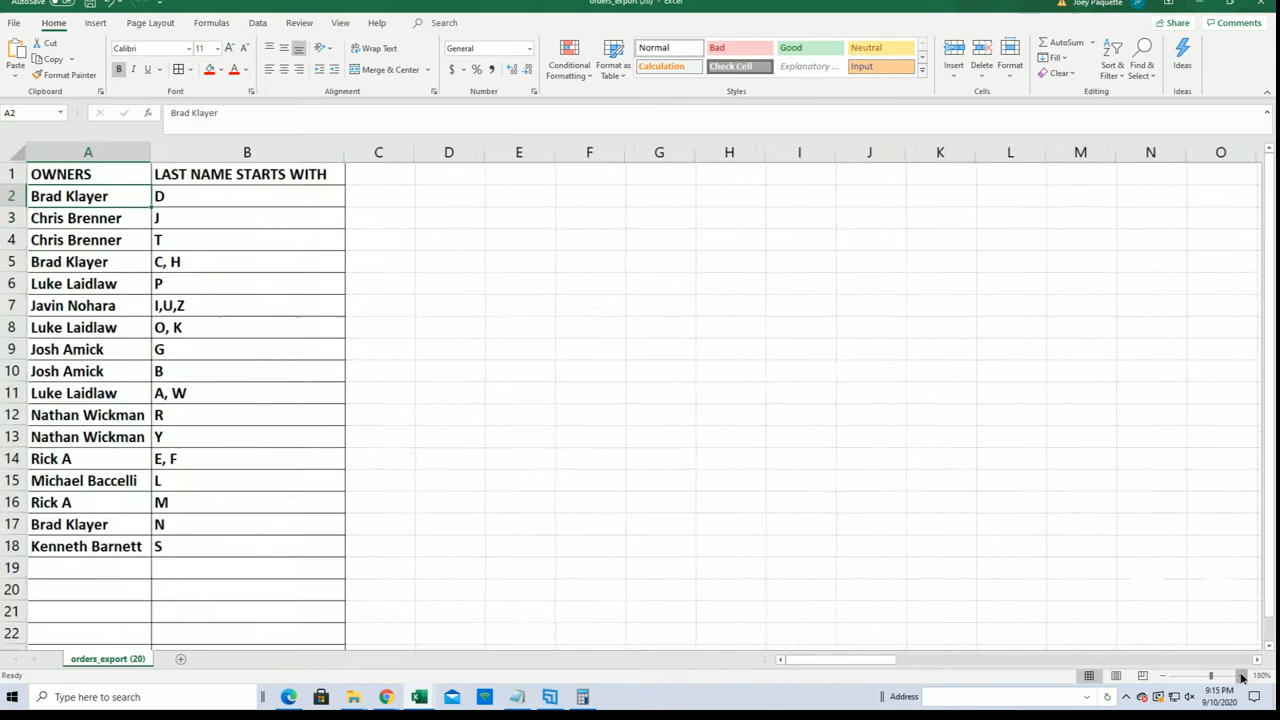 AutoSave Off orders_export (20) - Excel Joey Paquette JP
File Home Insert Page Layout Formulas Data Review View Help Search Share Comments
Paste Cut Copy Format Painter Clipboard
Calibri 11 B I U A A Font
Wrap Text Merge & Center Alignment
General $ % , Number
Conditional Formatting Format as Table
Normal Bad Good Neutral
Calculation Check Cell Explanatory ... Input
Styles
Insert Delete Format Cells
AutoSum Fill Clear Sort & Filter Find & Select Editing
Ideas Ideas
A2 fx Brad Klayer
A B C D E F G H I J K L M N O
1 OWNERS LAST NAME STARTS WITH
2 Brad Klayer D
3 Chris Brenner J
4 Chris Brenner T
5 Brad Klayer C, H
6 Luke Laidlaw P
7 Javin Nohara I,U,Z
8 Luke Laidlaw O, K
9 Josh Amick G
10 Josh Amick B
11 Luke Laidlaw A, W
12 Nathan Wickman R
13 Nathan Wickman Y
14 Rick A E, F
15 Michael Baccelli L
16 Rick A M
17 Brad Klayer N
18 Kenneth Barnett S
19
20
21
22
orders_export (20)
Ready 180%
Type here to search Address 9:15 PM
9/10/2020